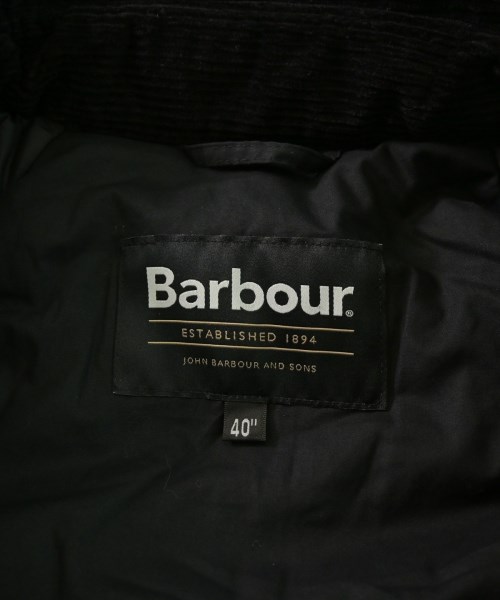 Barbour®
ESTABLISHED 1894
JOHN BARBOUR AND SONS
40"